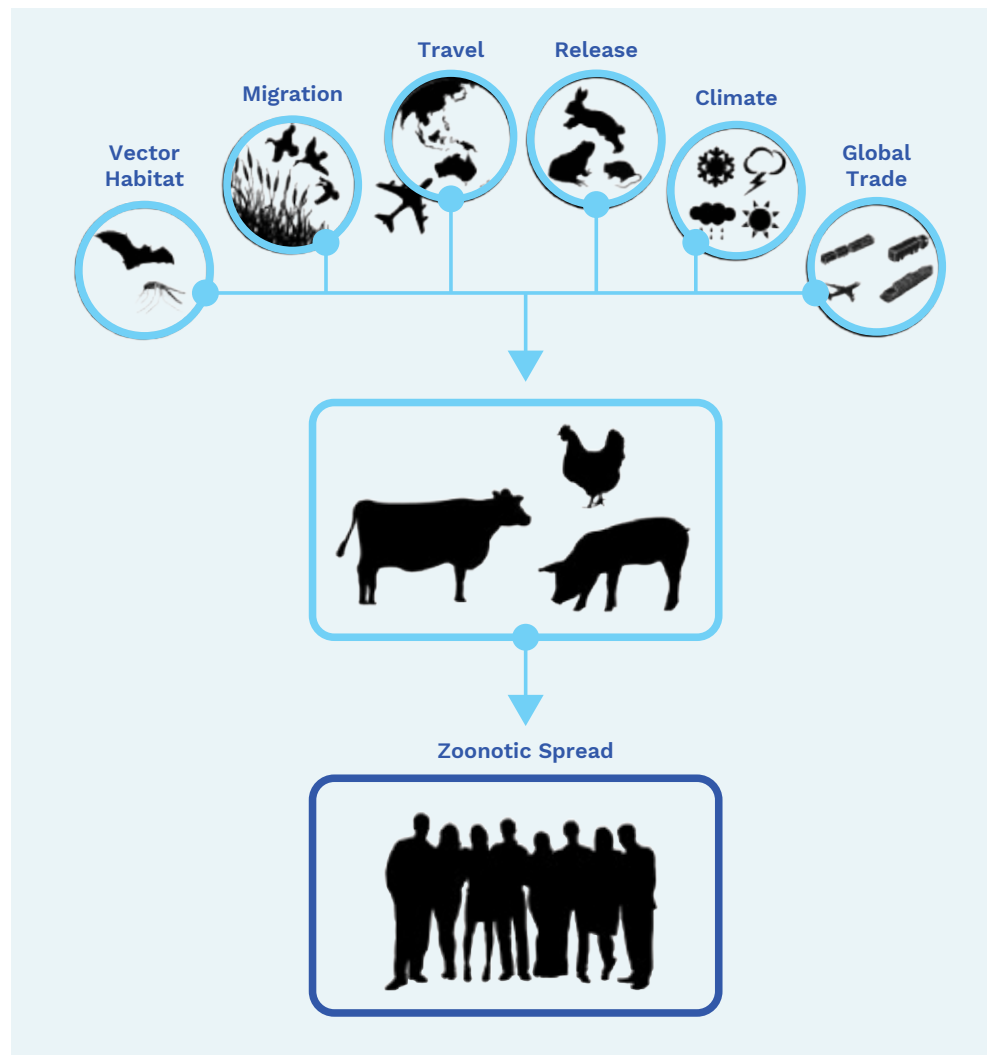 Travel
Release
Migration
Climate
Vector
Habitat
Global
Trade
Zoonotic Spread